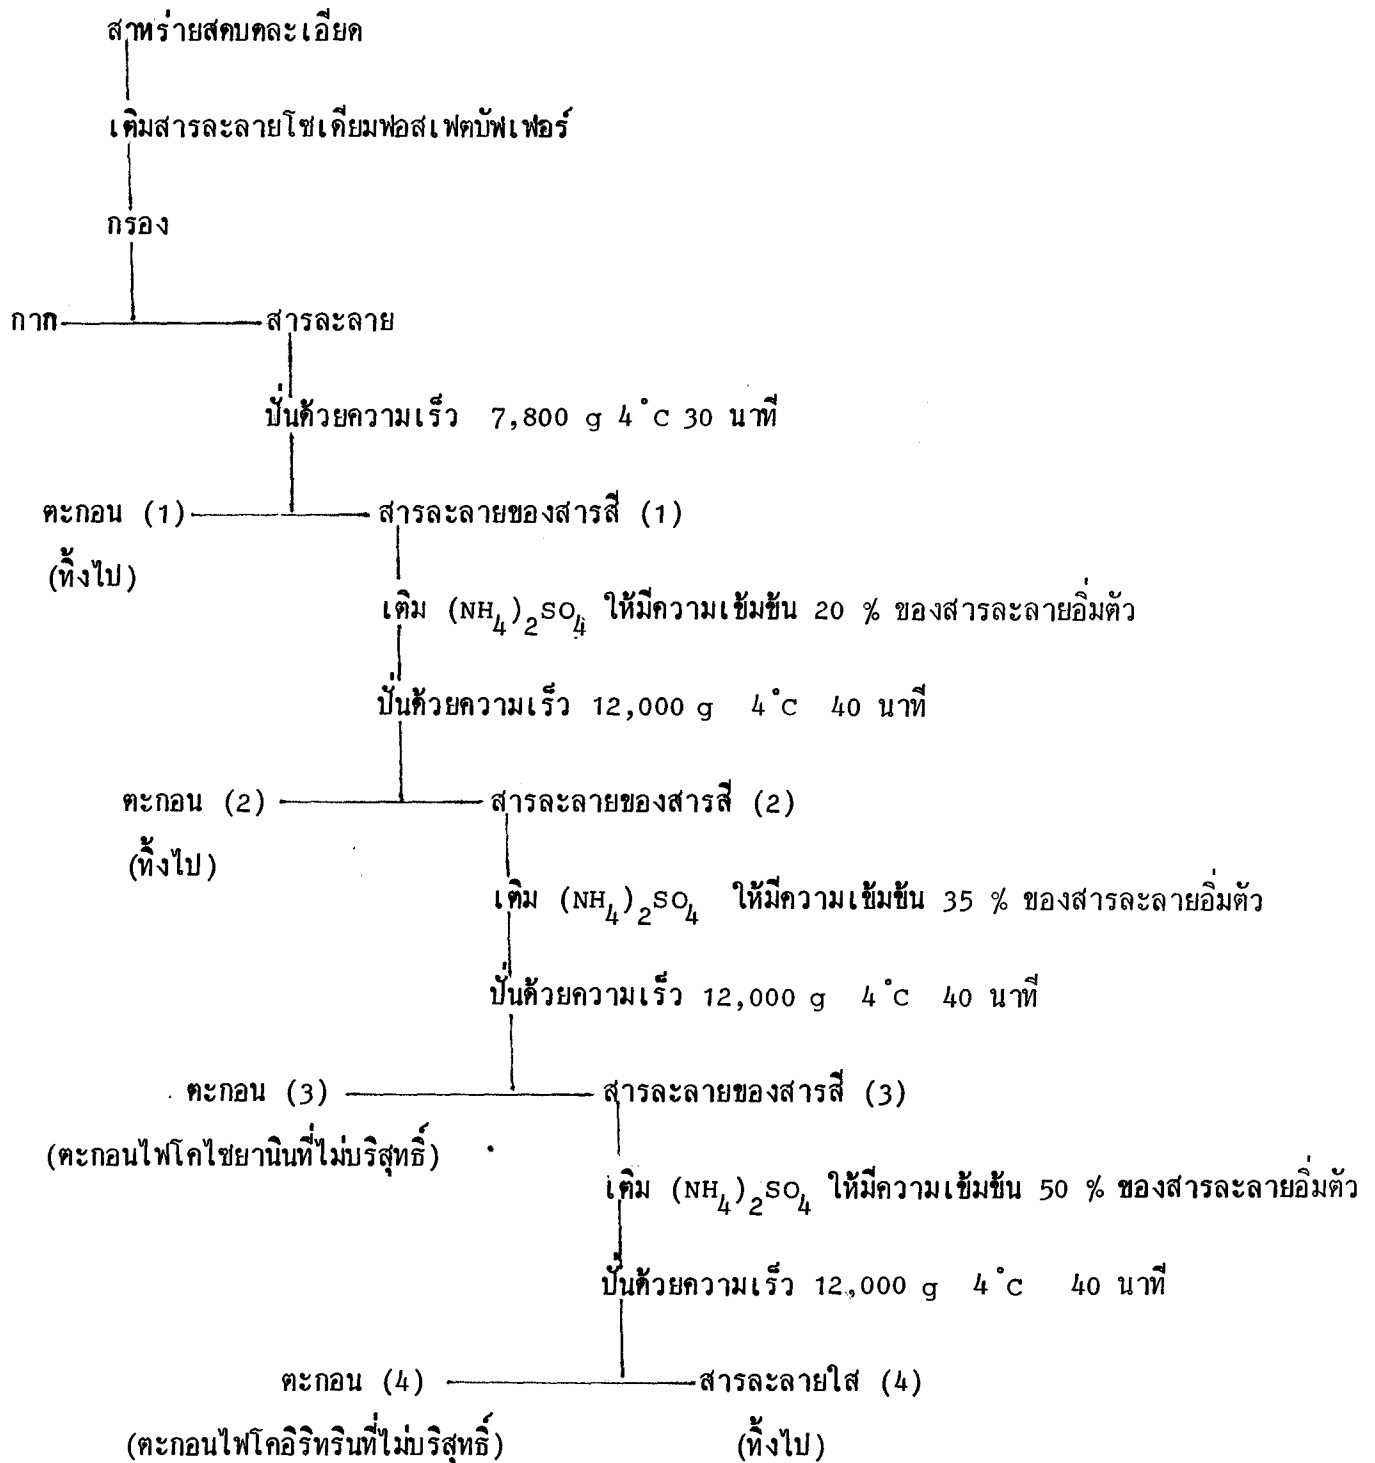 สาหร่ายสดบดละเอียด
เติมสารละลายโซเดียมฟอสเฟตบัฟเฟอร์
กรอง
กาก สารละลาย
ปั่นด้วยความเร็ว 7,800 g 4°C 30 นาที
ตะกอน (1) สารละลายของสารสี (1)
(ทิ้งไป)
เติม (NH4)2SO4 ให้มีความเข้มข้น 20 % ของสารละลายอิ่มตัว
ปั่นด้วยความเร็ว 12,000 g 4°C 40 นาที
ตะกอน (2) สารละลายของสารสี (2)
(ทิ้งไป)
เติม (NH4)2SO4 ให้มีความเข้มข้น 35 % ของสารละลายอิ่มตัว
ปั่นด้วยความเร็ว 12,000 g 4°C 40 นาที
ตะกอน (3) สารละลายของสารสี (3)
(ตะกอนไฟโคไซยานินที่ไม่บริสุทธิ์)
เติม (NH4)2SO4 ให้มีความเข้มข้น 50 % ของสารละลายอิ่มตัว
ปั่นด้วยความเร็ว 12,000 g 4°C 40 นาที
ตะกอน (4) สารละลายใส (4)
(ตะกอนไฟโคอิริทรินที่ไม่บริสุทธิ์) (ทิ้งไป)